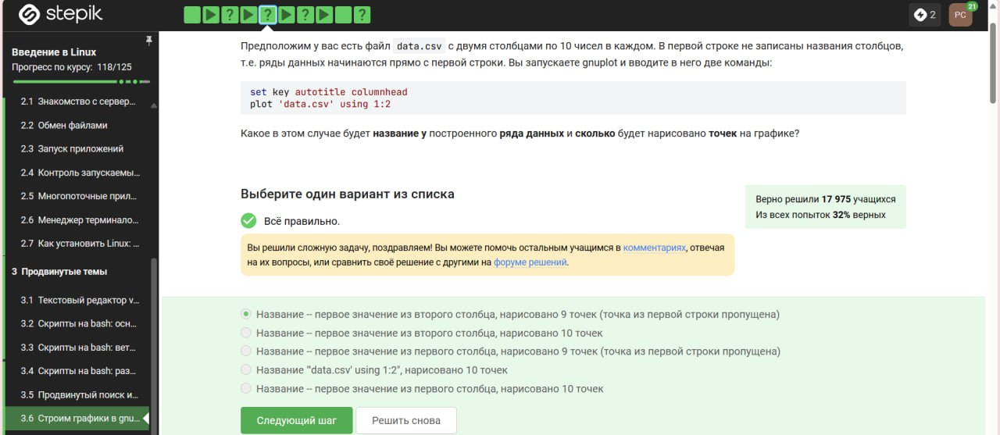 stepik
2
PC
21
Введение в Linux
Прогресс по курсу: 118/125
2.1 Знакомство с сервер...
2.2 Обмен файлами
2.3 Запуск приложений
2.4 Контроль запускаемы...
2.5 Многопоточные прил...
2.6 Менеджер терминало...
2.7 Как установить Linux: ...
3 Продвинутые темы
3.1 Текстовый редактор v...
3.2 Скрипты на bash: осн...
3.3 Скрипты на bash: вет...
3.4 Скрипты на bash: раз...
3.5 Продвинутый поиск и...
3.6 Строим графики в gnu...
Предположим у вас есть файл data.csv с двумя столбцами по 10 чисел в каждом. В первой строке не записаны названия столбцов,
т.е. ряды данных начинаются прямо с первой строки. Вы запускаете gnuplot и вводите в него две команды:
set key autotitle columnhead
plot 'data.csv' using 1:2
Какое в этом случае будет название у построенного ряда данных и сколько будет нарисовано точек на графике?
Выберите один вариант из списка
Верно решили 17 975 учащихся
Из всех попыток 32% верных
Всё правильно.
Вы решили сложную задачу, поздравляем! Вы можете помочь остальным учащимся в комментариях, отвечая
на их вопросы, или сравнить своё решение с другими на форуме решений.
Название -- первое значение из второго столбца, нарисовано 9 точек (точка из первой строки пропущена)
Название -- первое значение из второго столбца, нарисовано 10 точек
Название -- первое значение из первого столбца, нарисовано 9 точек (точка из первой строки пропущена)
Название "'data.csv' using 1:2", нарисовано 10 точек
Название -- первое значение из первого столбца, нарисовано 10 точек
Следующий шаг
Решить снова